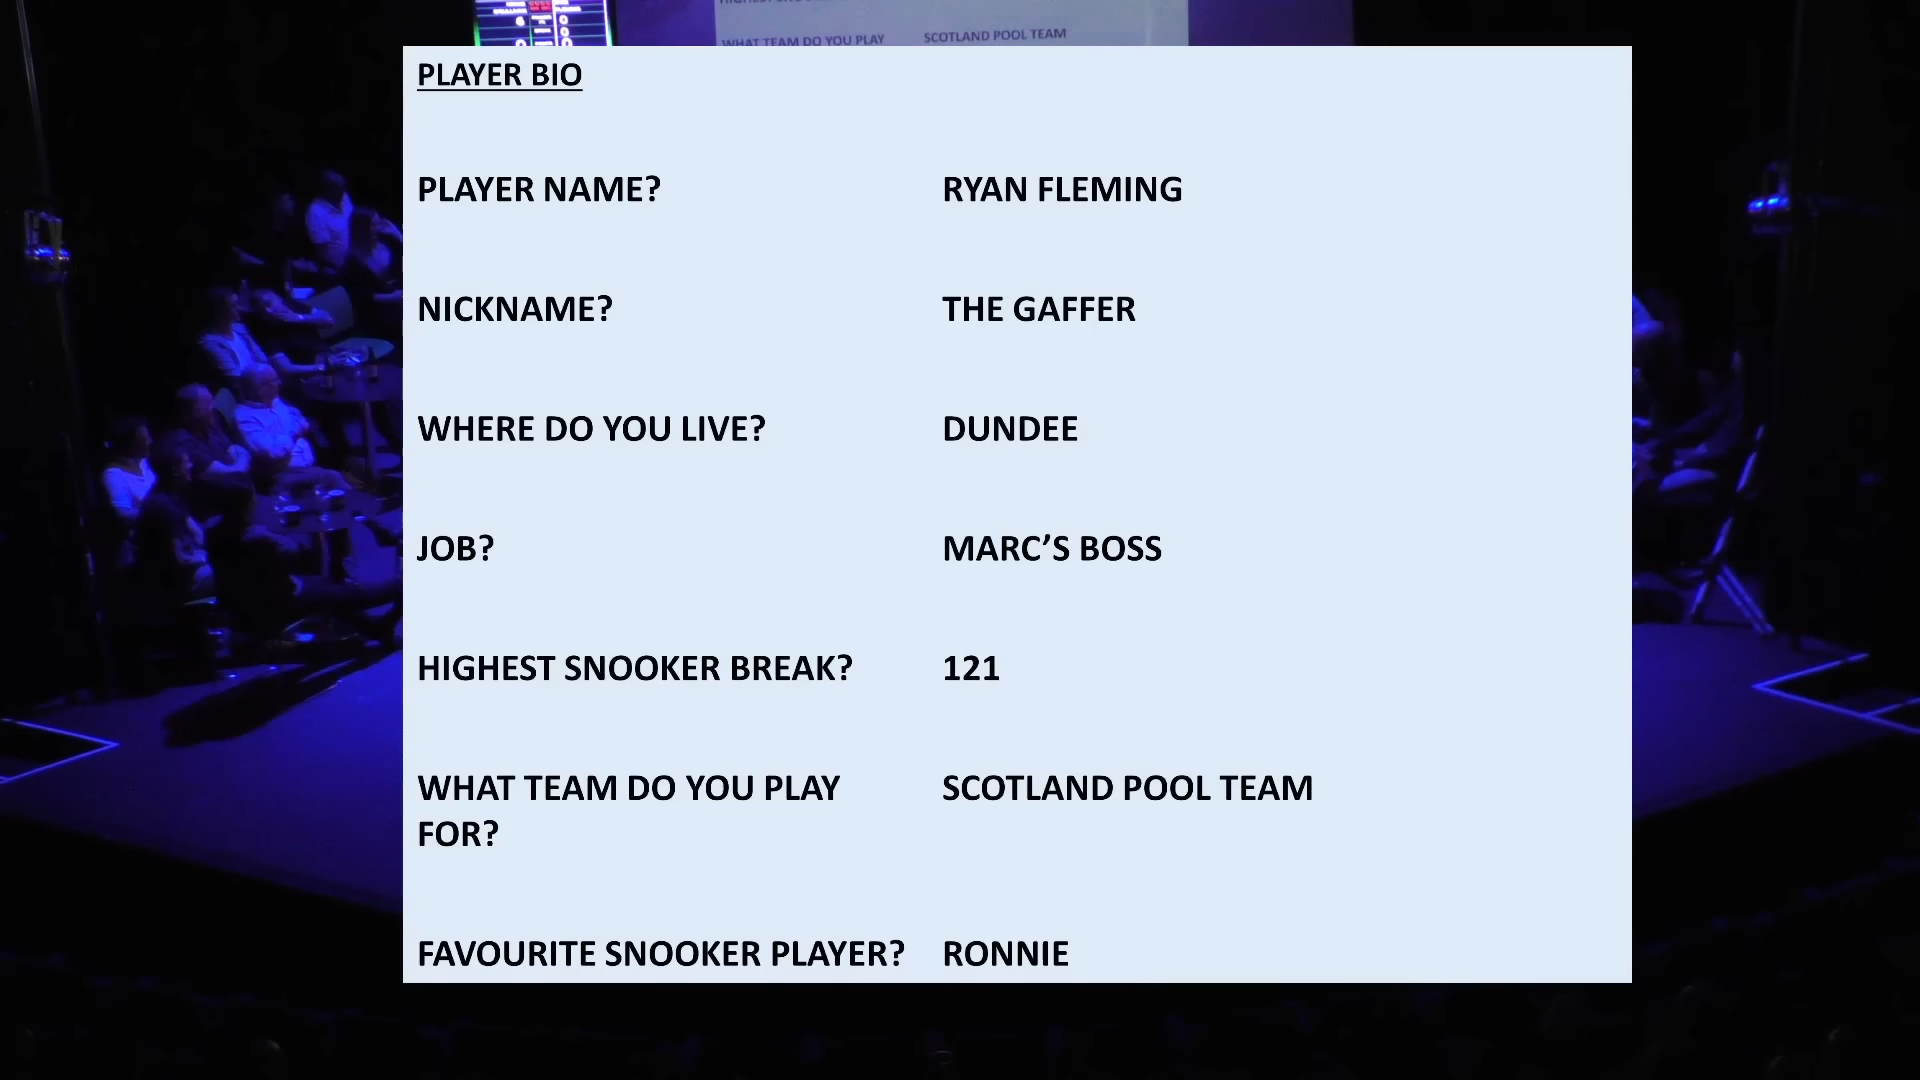 WHAT TEAM DO YOU PLAY SCOTLAND POOL TEAM
PLAYER BIO
PLAYER NAME? RYAN FLEMING
NICKNAME? THE GAFFER
WHERE DO YOU LIVE? DUNDEE
JOB? MARC'S BOSS
HIGHEST SNOOKER BREAK? 121
WHAT TEAM DO YOU PLAY SCOTLAND POOL TEAM
FOR?
FAVOURITE SNOOKER PLAYER? RONNIE